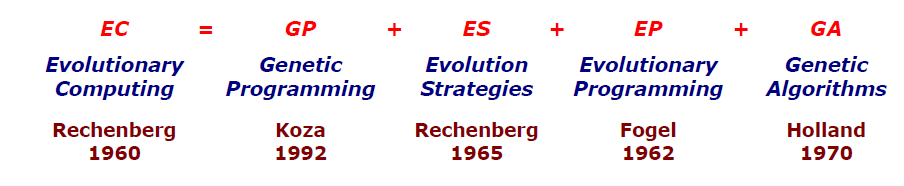 EC = GP + ES + EP + GA
Evolutionary Computing Genetic Programming Evolution Strategies Evolutionary Programming Genetic Algorithms
Rechenberg 1960 Koza 1992 Rechenberg 1965 Fogel 1962 Holland 1970